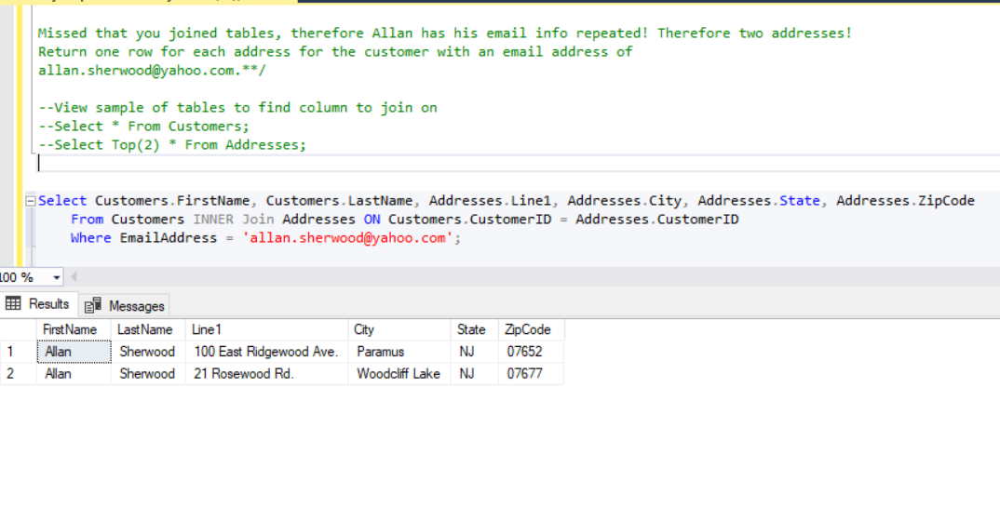 Missed that you joined tables, therefore Allan has his email info repeated! Therefore two addresses!
Return one row for each address for the customer with an email address of
allan.sherwood@yahoo.com.**/
--View sample of tables to find column to join on
--Select * From Customers;
--Select Top(2) * From Addresses;
Select Customers.FirstName, Customers.LastName, Addresses.Line1, Addresses.City, Addresses.State, Addresses.ZipCode
From Customers INNER Join Addresses ON Customers.CustomerID = Addresses.CustomerID
Where EmailAddress = 'allan.sherwood@yahoo.com';
100 %
Results Messages
FirstName LastName Line1 City State ZipCode
1 Allan Sherwood 100 East Ridgewood Ave. Paramus NJ 07652
2 Allan Sherwood 21 Rosewood Rd. Woodcliff Lake NJ 07677